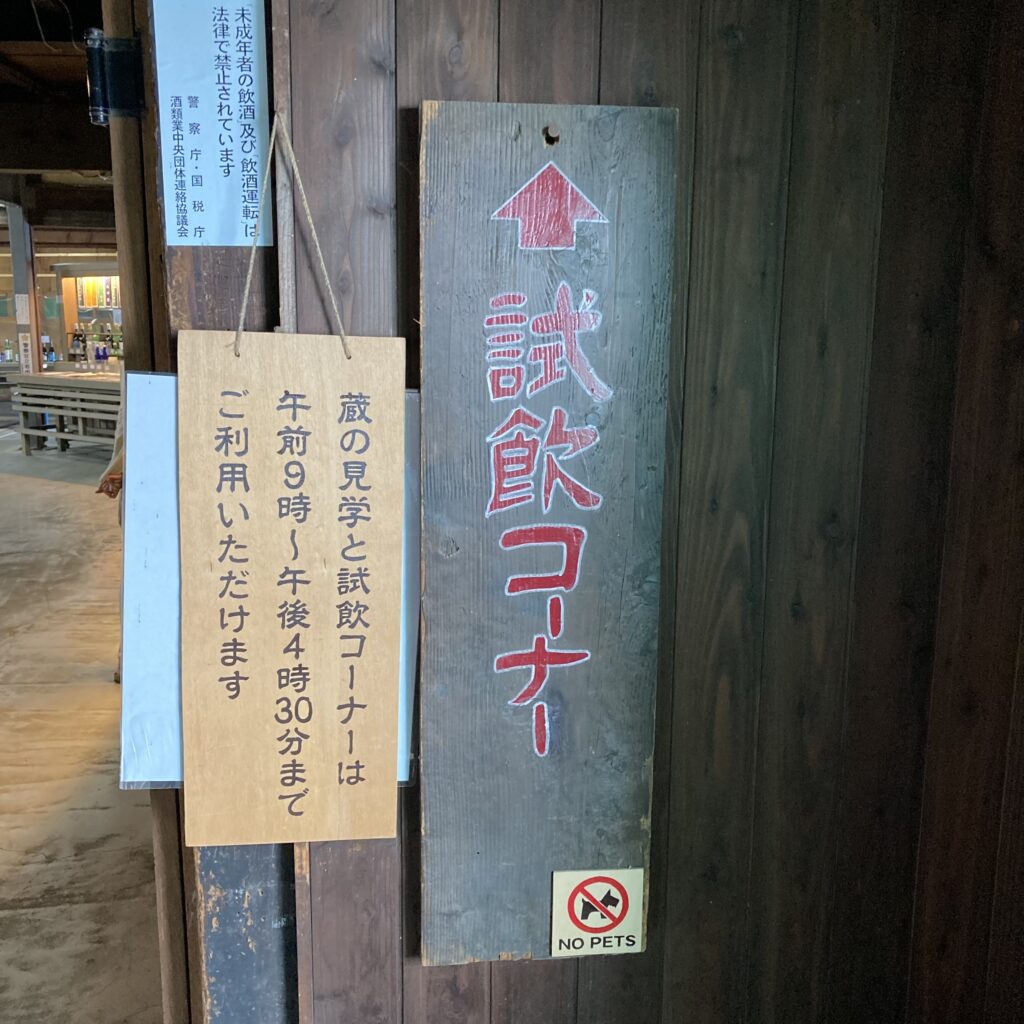 「未成年者の飲酒」及び「飲酒運転」は
法律で禁止されています
警察庁・国税庁
酒類業中央団体連絡協議会
蔵の見学と試飲コーナーは
午前9時～午後4時30分まで
ご利用いただけます
試飲コーナー
NO PETS